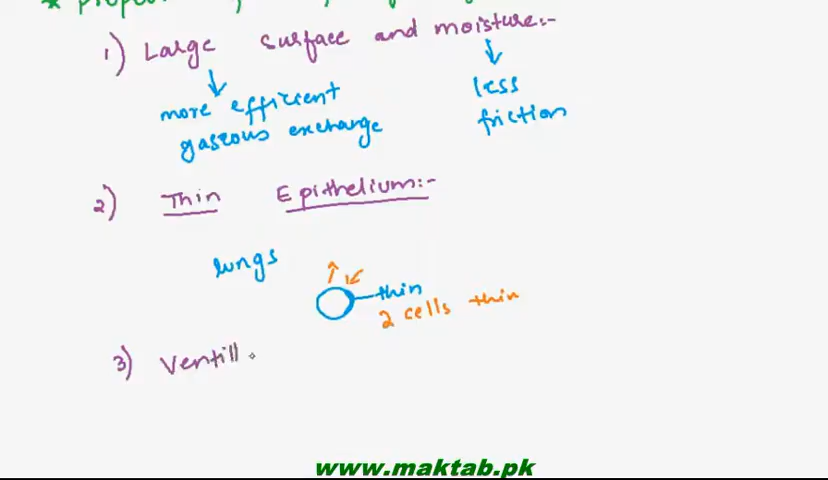 1) Large surface and moisture:-
more efficient
gaseous exchange
less
friction
2) Thin Epithelium:-
lungs
thin
2 cells thin
3) Ventill
www.maktab.pk